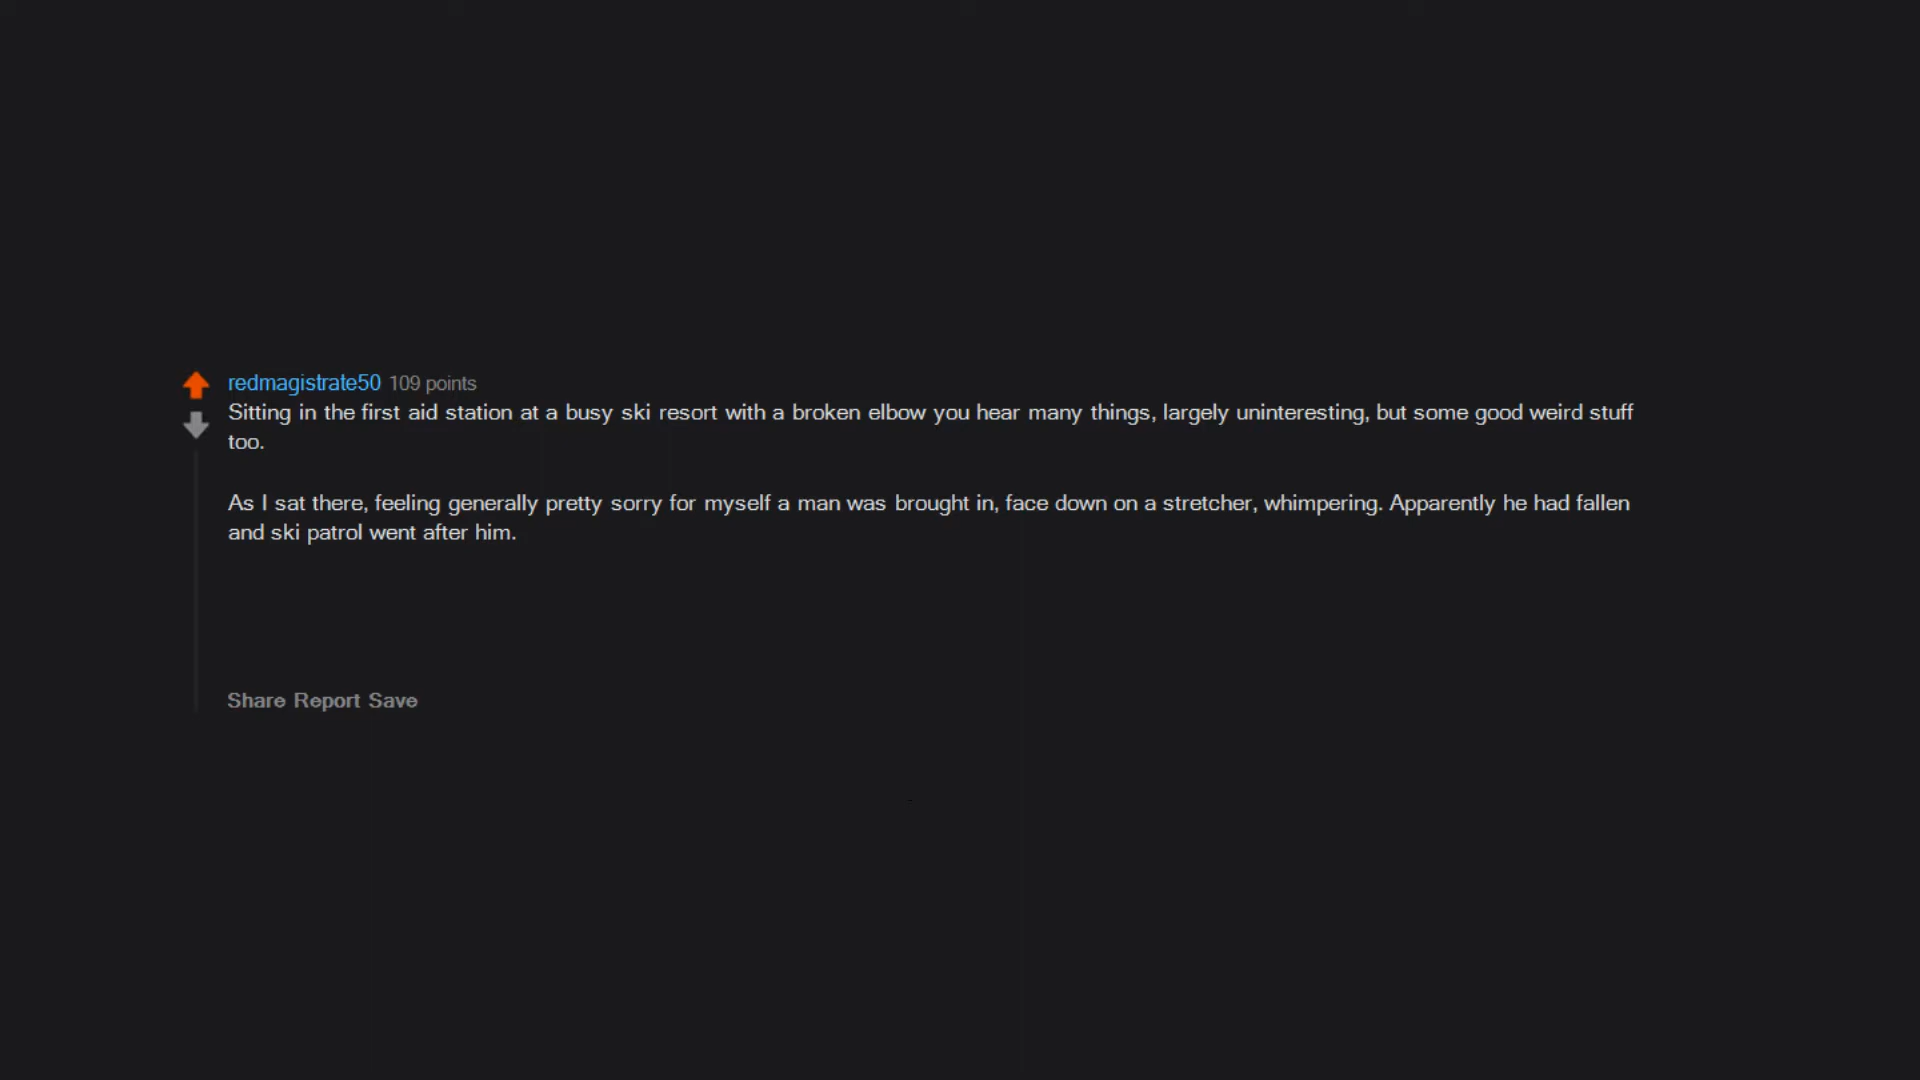 redmagistrate50 109 points
Sitting in the first aid station at a busy ski resort with a broken elbow you hear many things, largely uninteresting, but some good weird stuff
too.
As I sat there, feeling generally pretty sorry for myself a man was brought in, face down on a stretcher, whimpering. Apparently he had fallen
and ski patrol went after him.
Share Report Save